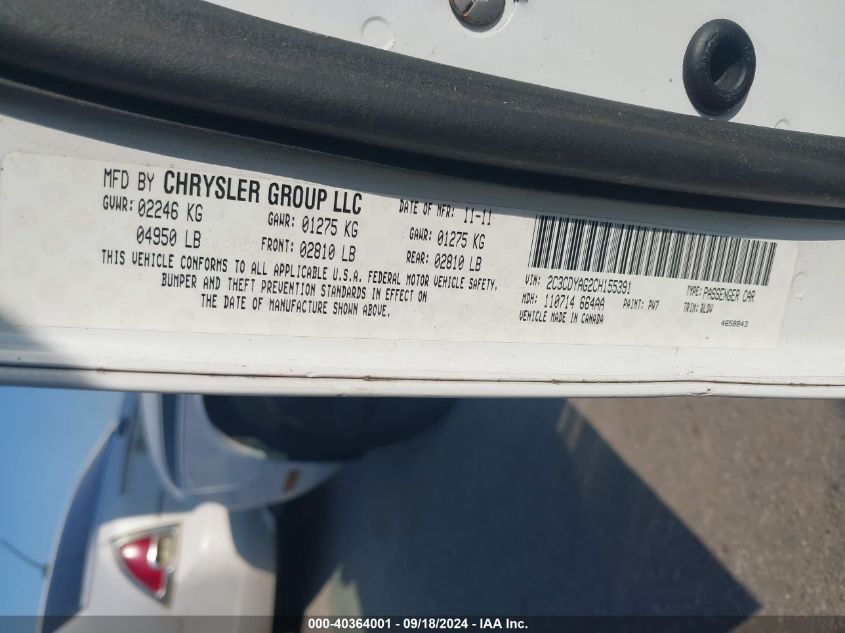 MFD BY CHRYSLER GROUP LLC
DATE OF MFR: 11-11
GVWR: 02246 KG
GAWR: 01275 KG
GAWR: 01275 KG
04950 LB
FRONT: 02810 LB
REAR: 02810 LB
THIS VEHICLE CONFORMS TO ALL APPLICABLE U.S.A. FEDERAL MOTOR VEHICLE SAFETY,
BUMPER AND THEFT PREVENTION STANDARDS IN EFFECT ON
THE DATE OF MANUFACTURE SHOWN ABOVE.
VIN: 2C3CDYAG2CH155391
TYPE: PASSENGER CAR
MDH: 110714 664AA
PAINT: PW7
TRIM: RLDV
VEHICLE MADE IN CANADA
4658843
000-40364001 - 09/18/2024 - IAA Inc.